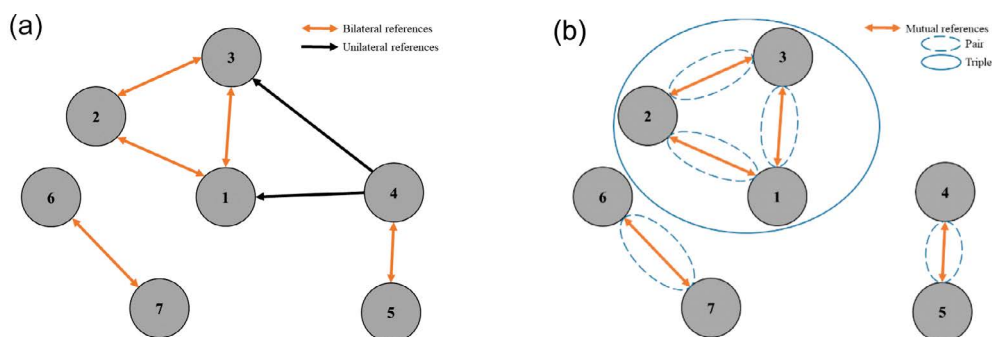 (a)
Bilateral references
Unilateral references
3
2
6
1
4
7
5
(b)
Mutual references
Pair
Triple
3
2
6
1
4
7
5